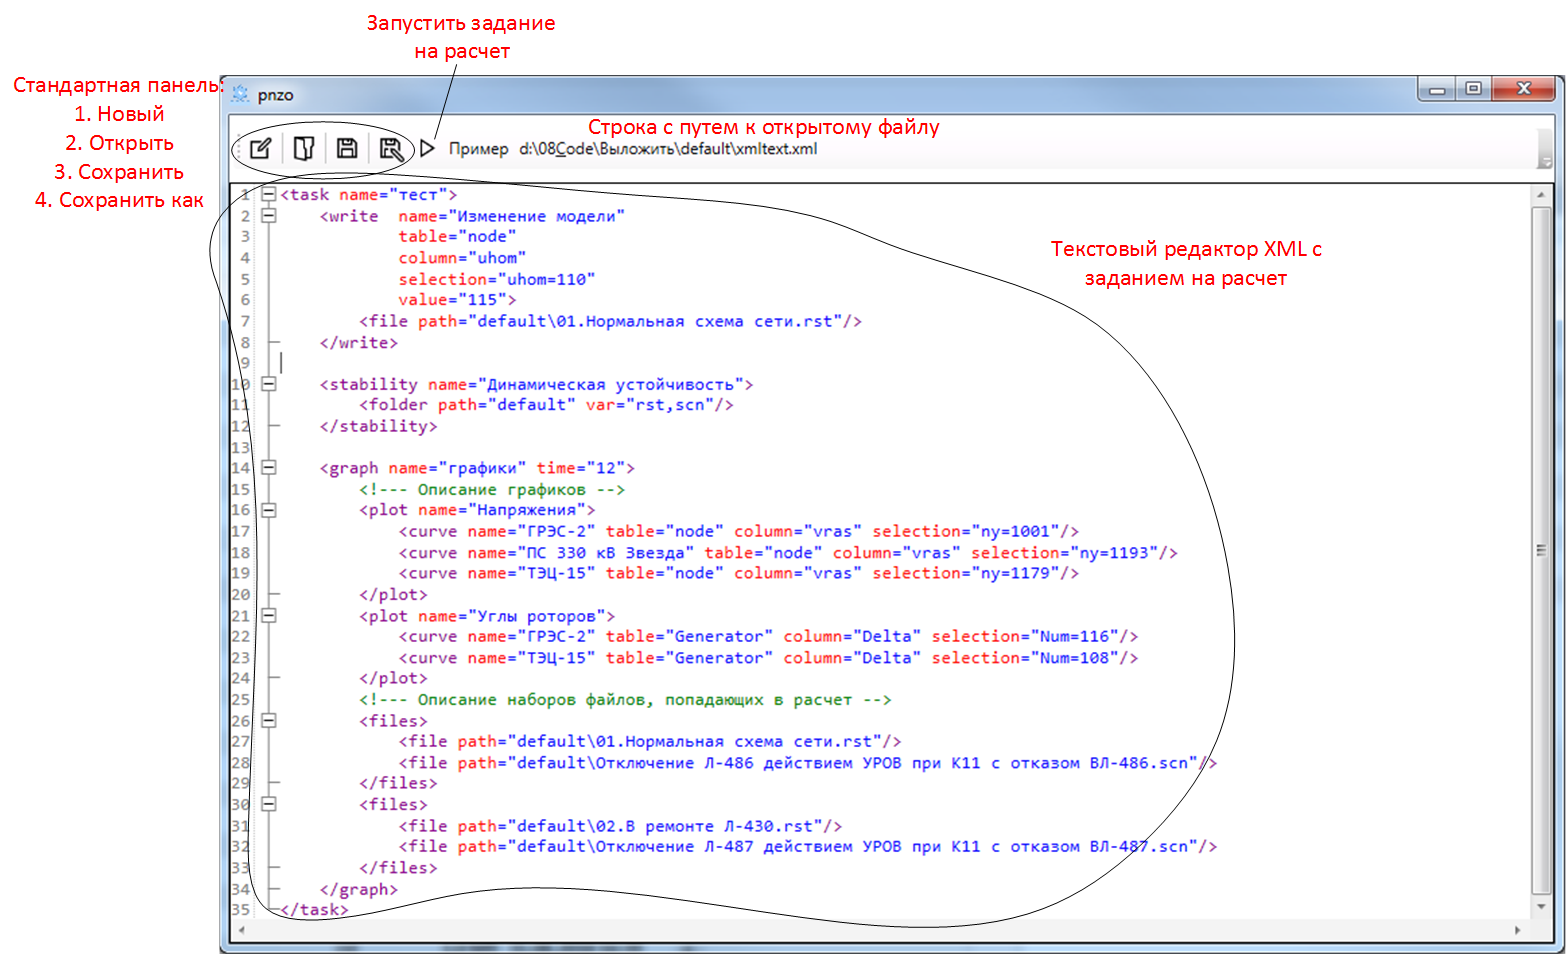 Запустить задание
на расчет
Стандартная панель:
1. Новый
2. Открыть
3. Сохранить
4. Сохранить как
pnzo
Строка с путем к открытому файлу
Пример d:\08Code\Выложить\default\xmltext.xml
Текстовый редактор XML с
заданием на расчет
1 <task name="тест">
2 <write name="Изменение модели"
3 table="node"
4 column="uhom"
5 selection="uhom=110"
6 value="115">
7 <file path="default\01.Нормальная схема сети.rst"/>
8 </write>
9
10 <stability name="Динамическая устойчивость">
11 <folder path="default" var="rst,scn"/>
12 </stability>
13
14 <graph name="графики" time="12">
15 <!--- Описание графиков -->
16 <plot name="Напряжения">
17 <curve name="ГРЭС-2" table="node" column="vras" selection="ny=1001"/>
18 <curve name="ПС 330 кВ Звезда" table="node" column="vras" selection="ny=1193"/>
19 <curve name="ТЭЦ-15" table="node" column="vras" selection="ny=1179"/>
20 </plot>
21 <plot name="Углы роторов">
22 <curve name="ГРЭС-2" table="Generator" column="Delta" selection="Num=116"/>
23 <curve name="ТЭЦ-15" table="Generator" column="Delta" selection="Num=108"/>
24 </plot>
25 <!--- Описание наборов файлов, попадающих в расчет -->
26 <files>
27 <file path="default\01.Нормальная схема сети.rst"/>
28 <file path="default\Отключение Л-486 действием УРОВ при К11 с отказом ВЛ-486.scn"/>
29 </files>
30 <files>
31 <file path="default\02.В ремонте Л-430.rst"/>
32 <file path="default\Отключение Л-487 действием УРОВ при К11 с отказом ВЛ-487.scn"/>
33 </files>
34 </graph>
35 </task>